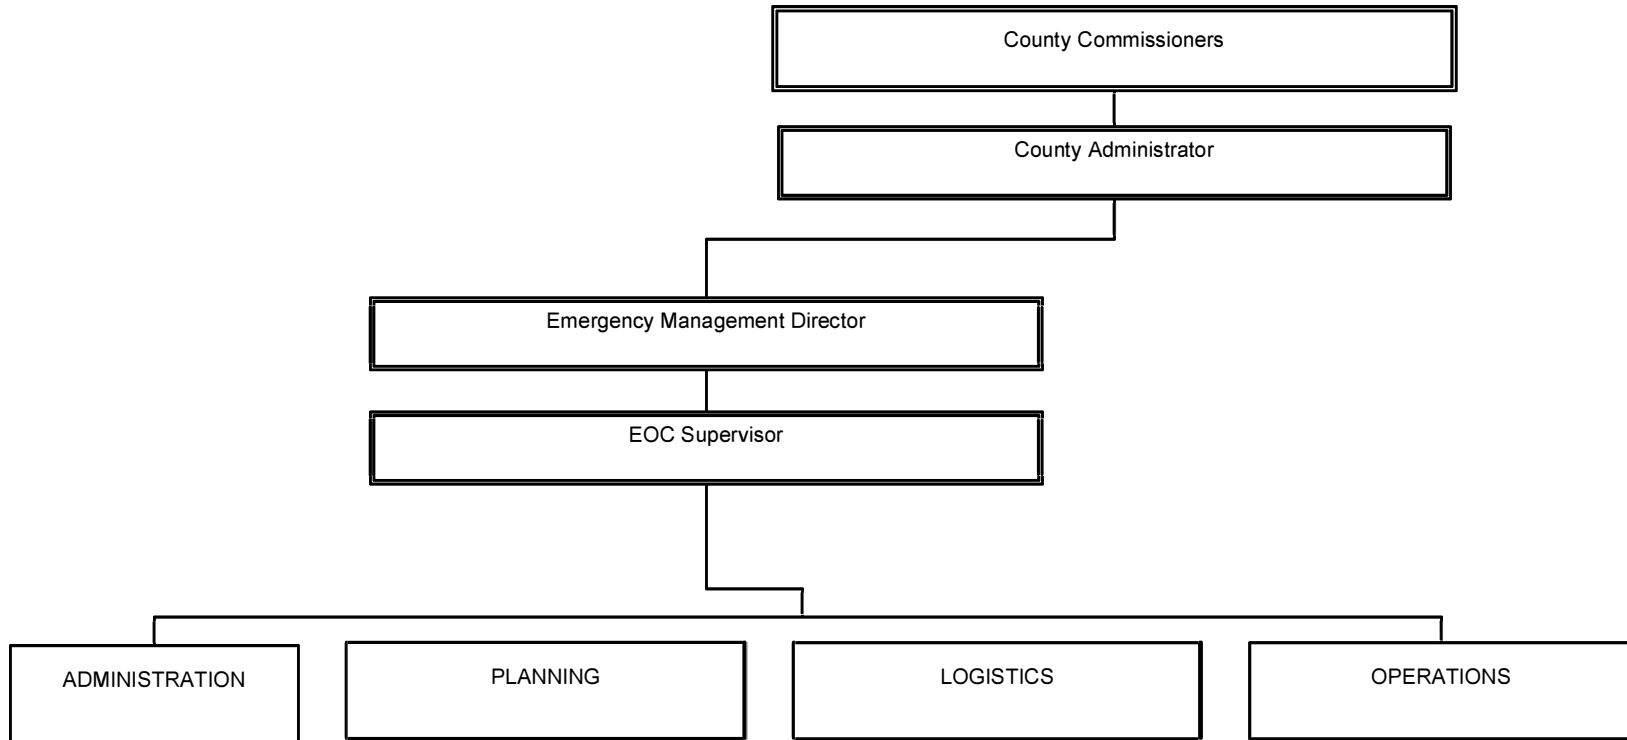 County Commissioners
County Administrator
Emergency Management Director
EOC Supervisor
ADMINISTRATION
PLANNING
LOGISTICS
OPERATIONS